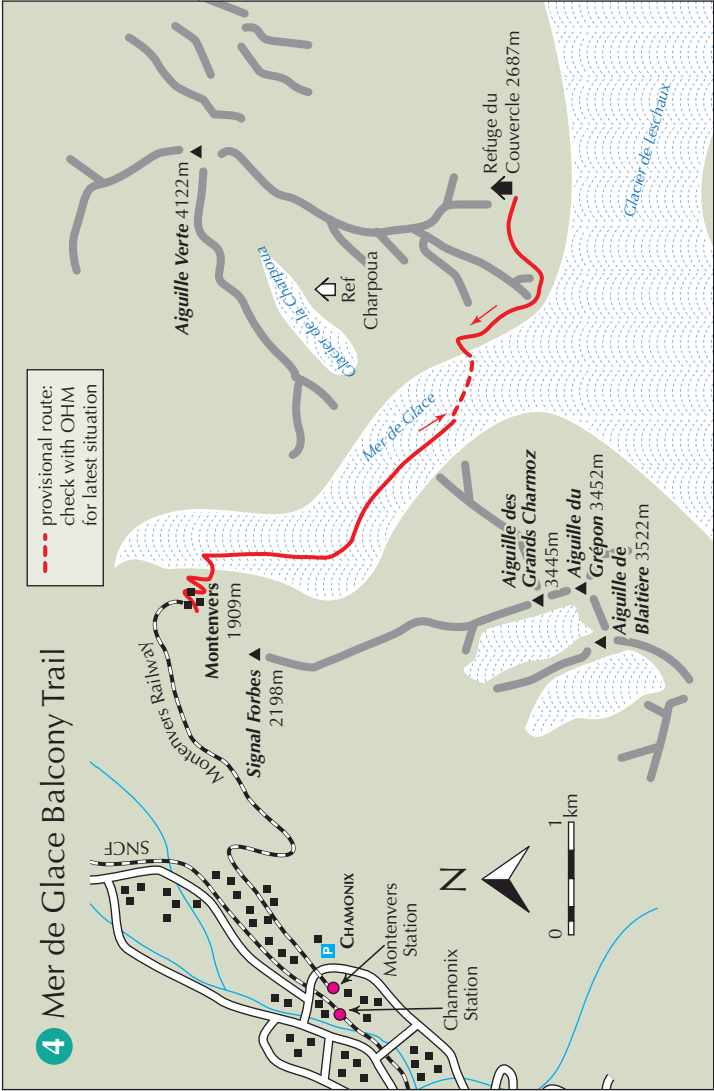 4 Mer de Glace Balcony Trail
provisional route:
check with OHM
for latest situation
SNCF
Montenvers Railway
Montenvers
1909m
Signal Forbes
2198m
P
CHAMONIX
Montenvers
Station
Chamonix
Station
N
0
1
km
Aiguille Verte 4122m
Glacier de la Charpoua
Ref
Charpoua
Mer de Glace
Refuge du
Couvercle 2687m
Glacier de Leschaux
Aiguille des
Grands Charmoz
3445m
Aiguille du
Grépon 3452m
Aiguille de
Blaitière 3522m